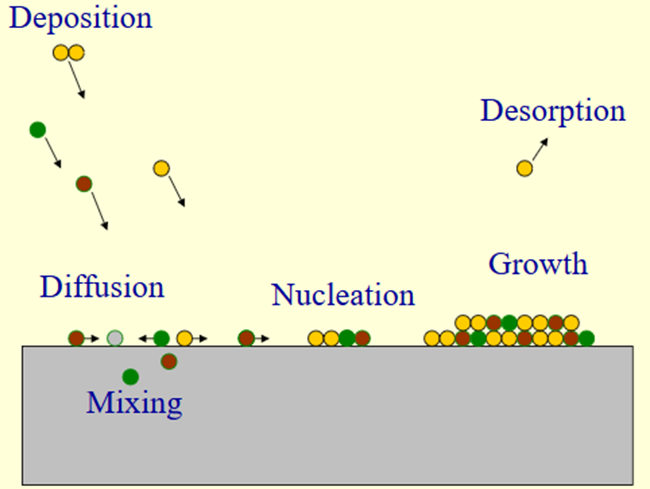 Deposition
Desorption
Growth
Diffusion
Nucleation
Mixing